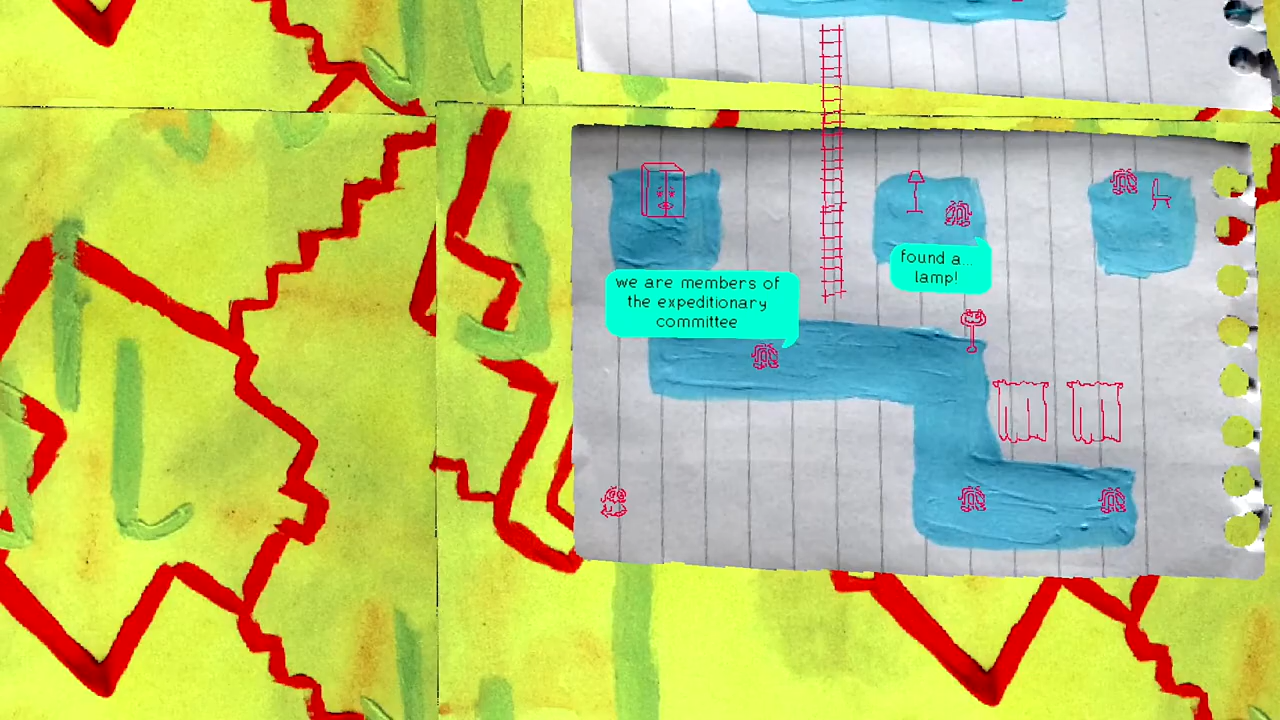 we are members of
the expeditionary
committee
found a...
lamp!